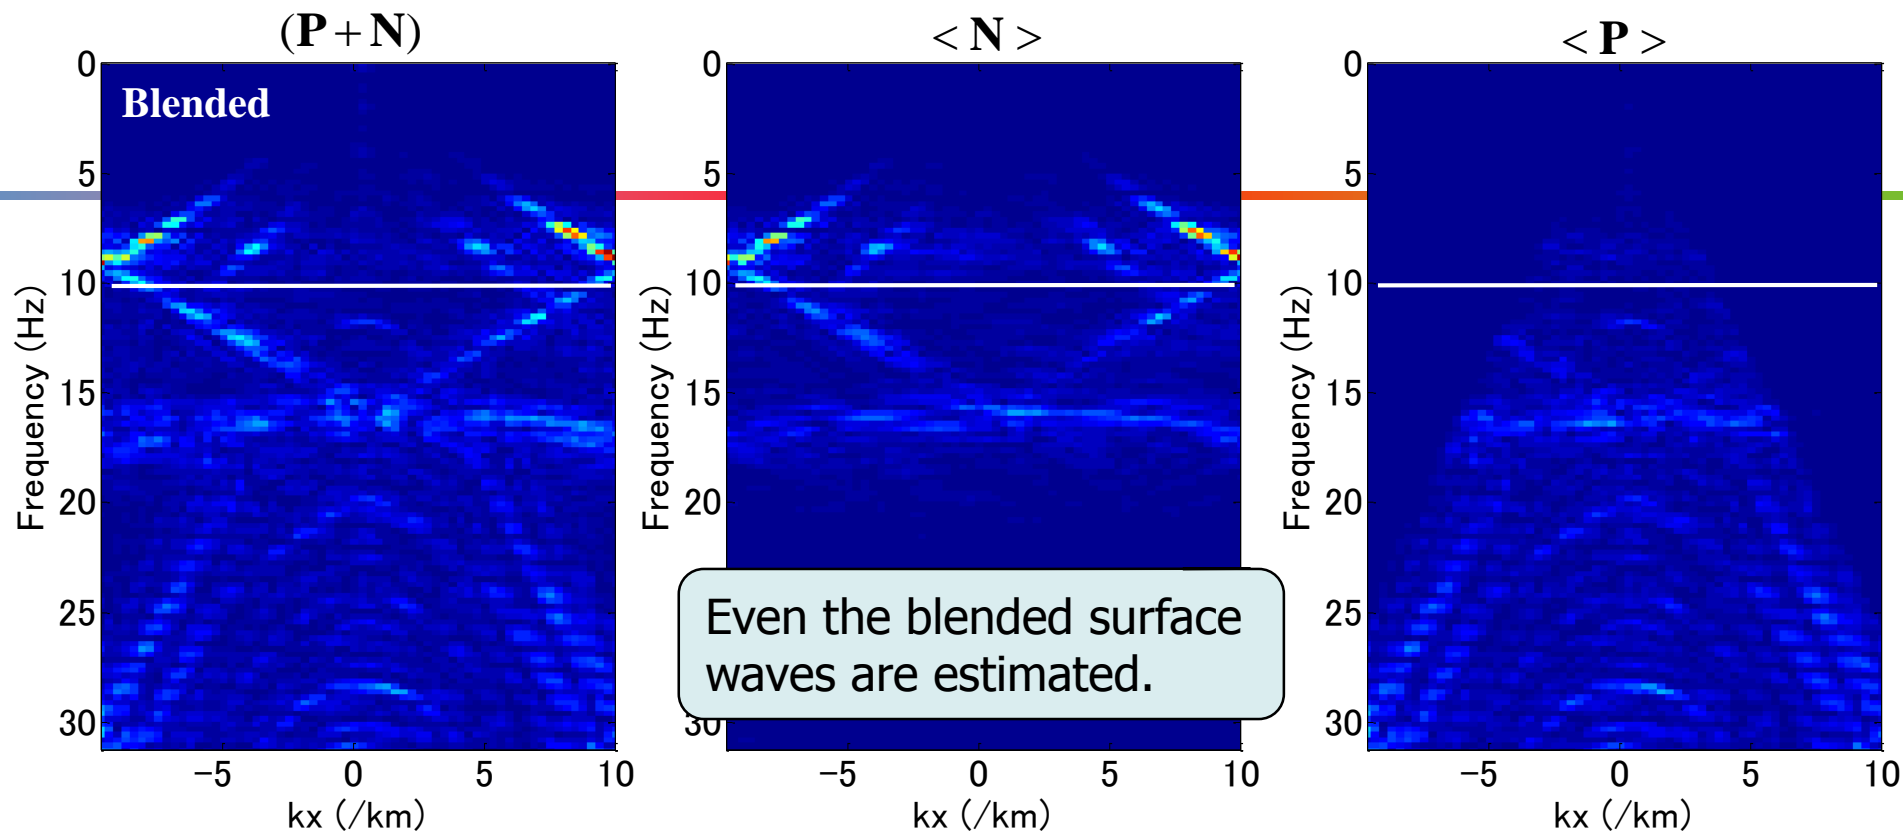 (P + N)
Blended
0
5
10
15
20
25
30
Frequency (Hz)
−5 0 5 10
kx (/km)
< N >
0
5
10
15
20
30
Frequency (Hz)
−5 0 5 10
kx (/km)
Even the blended surface
waves are estimated.
< P >
0
5
10
15
20
25
30
Frequency (Hz)
−5 0 5 10
kx (/km)